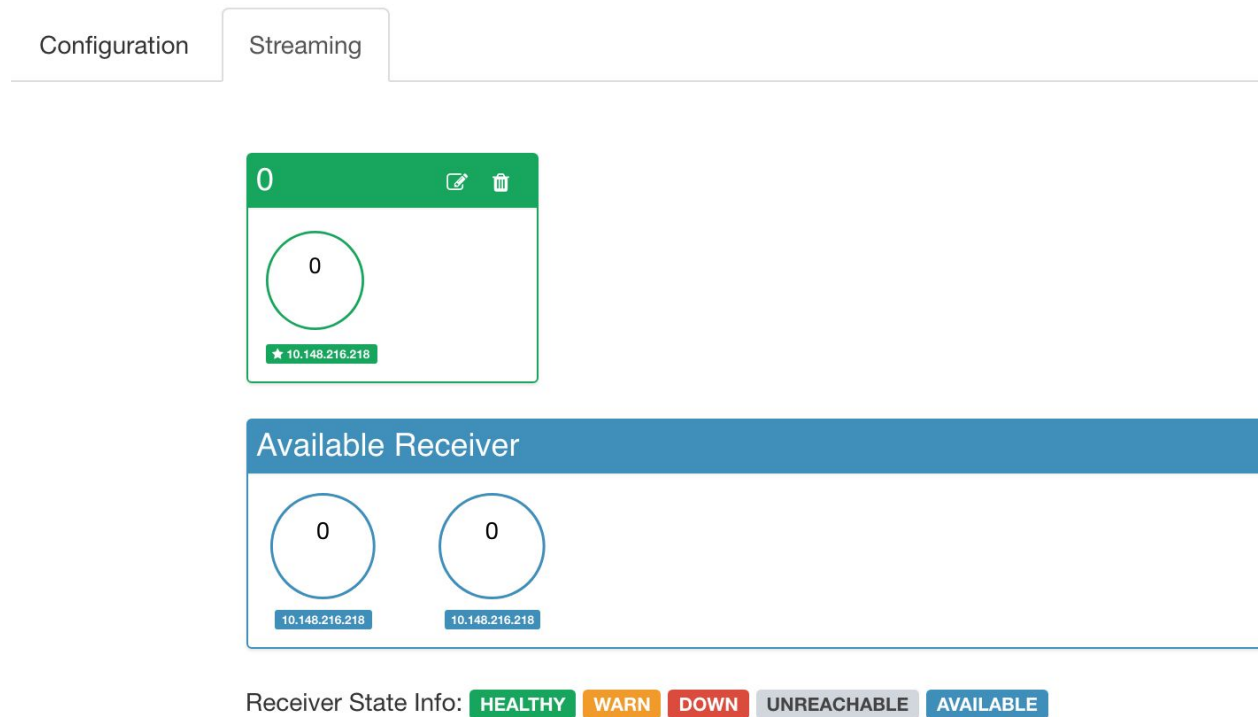 Configuration Streaming
0
0
10.148.216.218
Available Receiver
0 0
10.148.216.218 10.148.216.218
Receiver State Info: HEALTHY WARN DOWN UNREACHABLE AVAILABLE